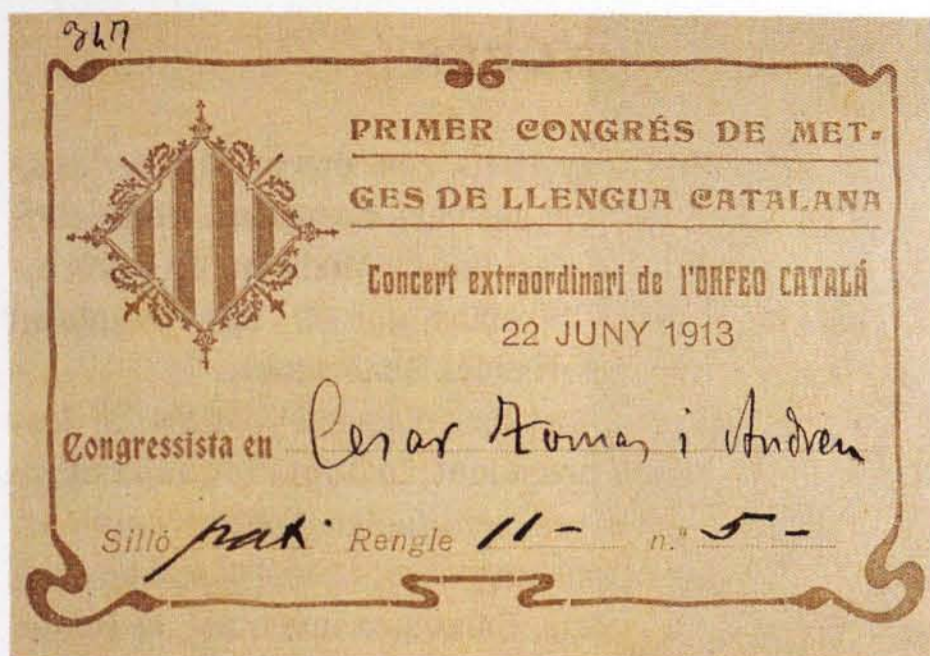 347
PRIMER CONGRÉS DE MET-
GES DE LLENGUA CATALANA
Concert extraordinari de l'ORFEO CATALÁ
22 JUNY 1913
Congressista en Cesar Tomas i Andreu
Silló pati Rengle 11- n.º 5-